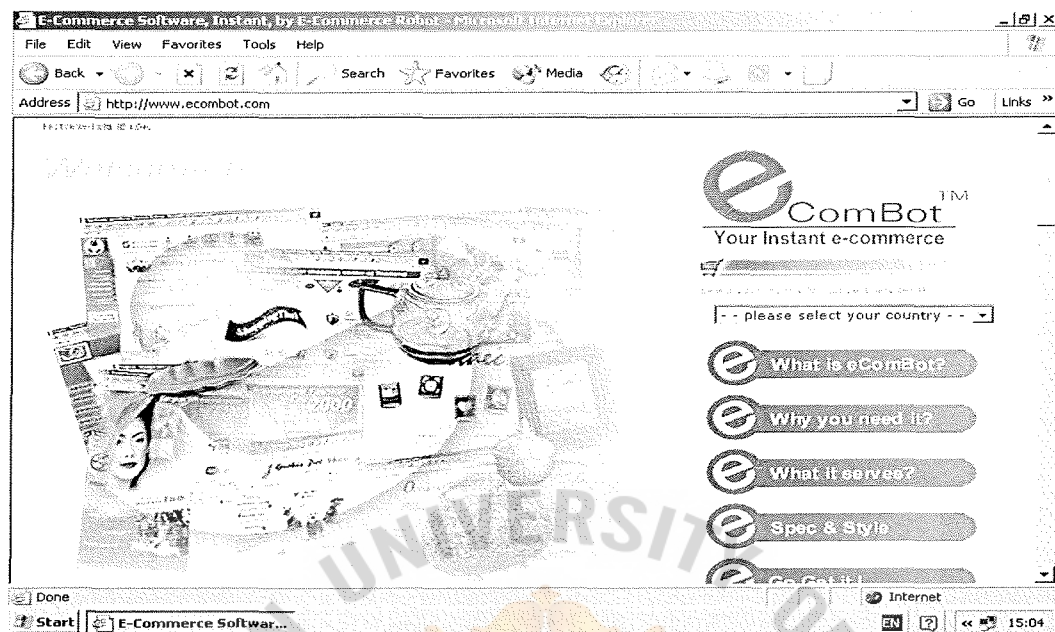 E-Commerce Software, Instant, by E-Commerce Robot - Microsoft Internet Explorer
File Edit View Favorites Tools Help
Back Search Favorites Media
Address http://www.ecombot.com Go Links »
e ComBot TM
Your Instant e-commerce
- - please select your country - -
What is eComBot?
Why you need it?
What it serves?
Spec & Style
Go Get it!
2000
UNIVERSITY
Done Internet
Start E-Commerce Softwar... EN « 15:04